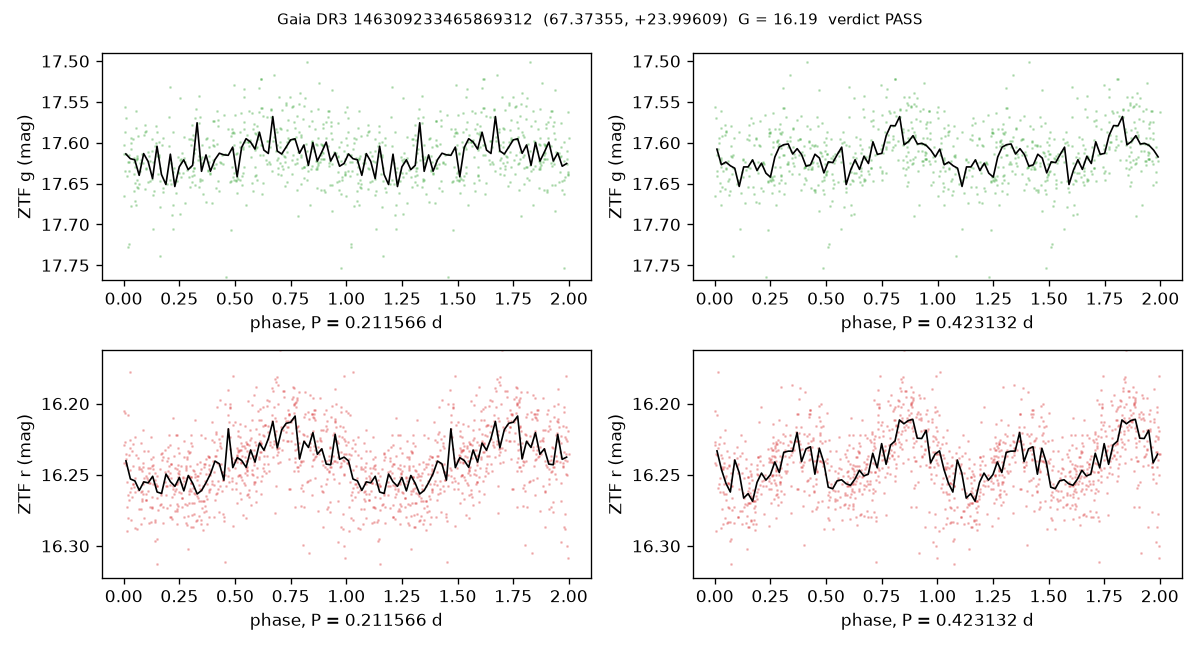 Gaia DR3 146309233465869312 (67.37355, +23.99609) G = 16.19 verdict PASS
ZTF g (mag)
17.50
17.55
17.60
17.65
17.70
17.75
0.00 0.25 0.50 0.75 1.00 1.25 1.50 1.75 2.00
phase, P = 0.211566 d
ZTF g (mag)
17.50
17.55
17.60
17.65
17.70
17.75
0.00 0.25 0.50 0.75 1.00 1.25 1.50 1.75 2.00
phase, P = 0.423132 d
ZTF r (mag)
16.20
16.25
16.30
0.00 0.25 0.50 0.75 1.00 1.25 1.50 1.75 2.00
phase, P = 0.211566 d
ZTF r (mag)
16.20
16.25
16.30
0.00 0.25 0.50 0.75 1.00 1.25 1.50 1.75 2.00
phase, P = 0.423132 d